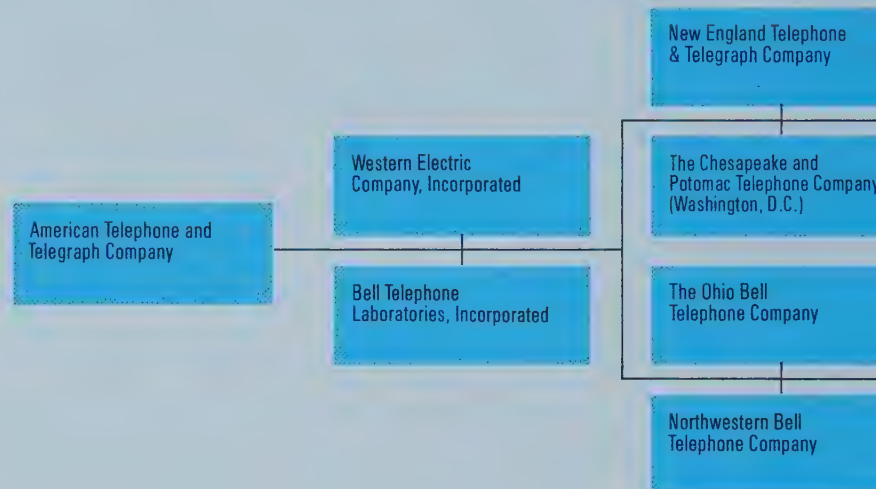 American Telephone and
Telegraph Company
Western Electric
Company, Incorporated
Bell Telephone
Laboratories, Incorporated
New England Telephone
& Telegraph Company
The Chesapeake and
Potomac Telephone Company
(Washington, D.C.)
The Ohio Bell
Telephone Company
Northwestern Bell
Telephone Company